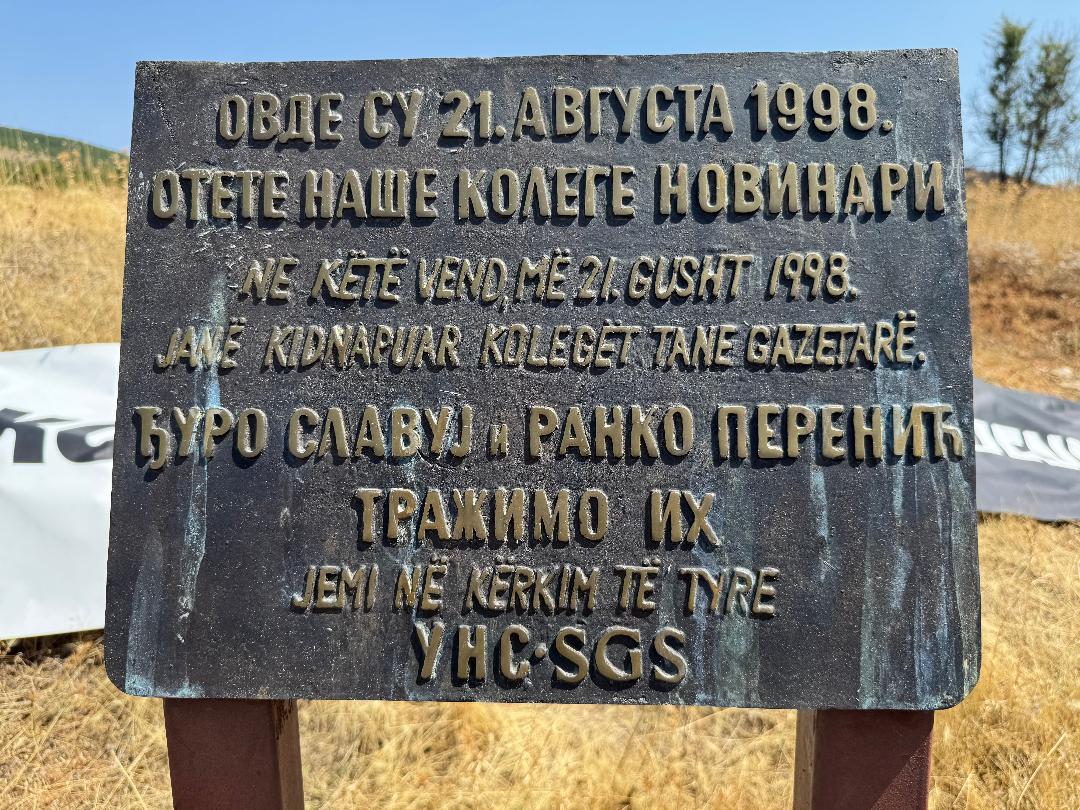 ОВДЕ СУ 21. АВГУСТА 1998.
ОТЕТЕ НАШЕ КОЛЕГЕ НОВИНАРИ
NE KËTË VEND, MË 21. GUSHT 1998.
JANË KIDNAPUAR KOLEGËT TANE GAZETARË.
ЂУРО СЛАВУЈ и РАНКО ПЕРЕНИЋ
ТРАЖИМО ИХ
JEMI NË KËRKIM TË TYRE
УНС·SGS